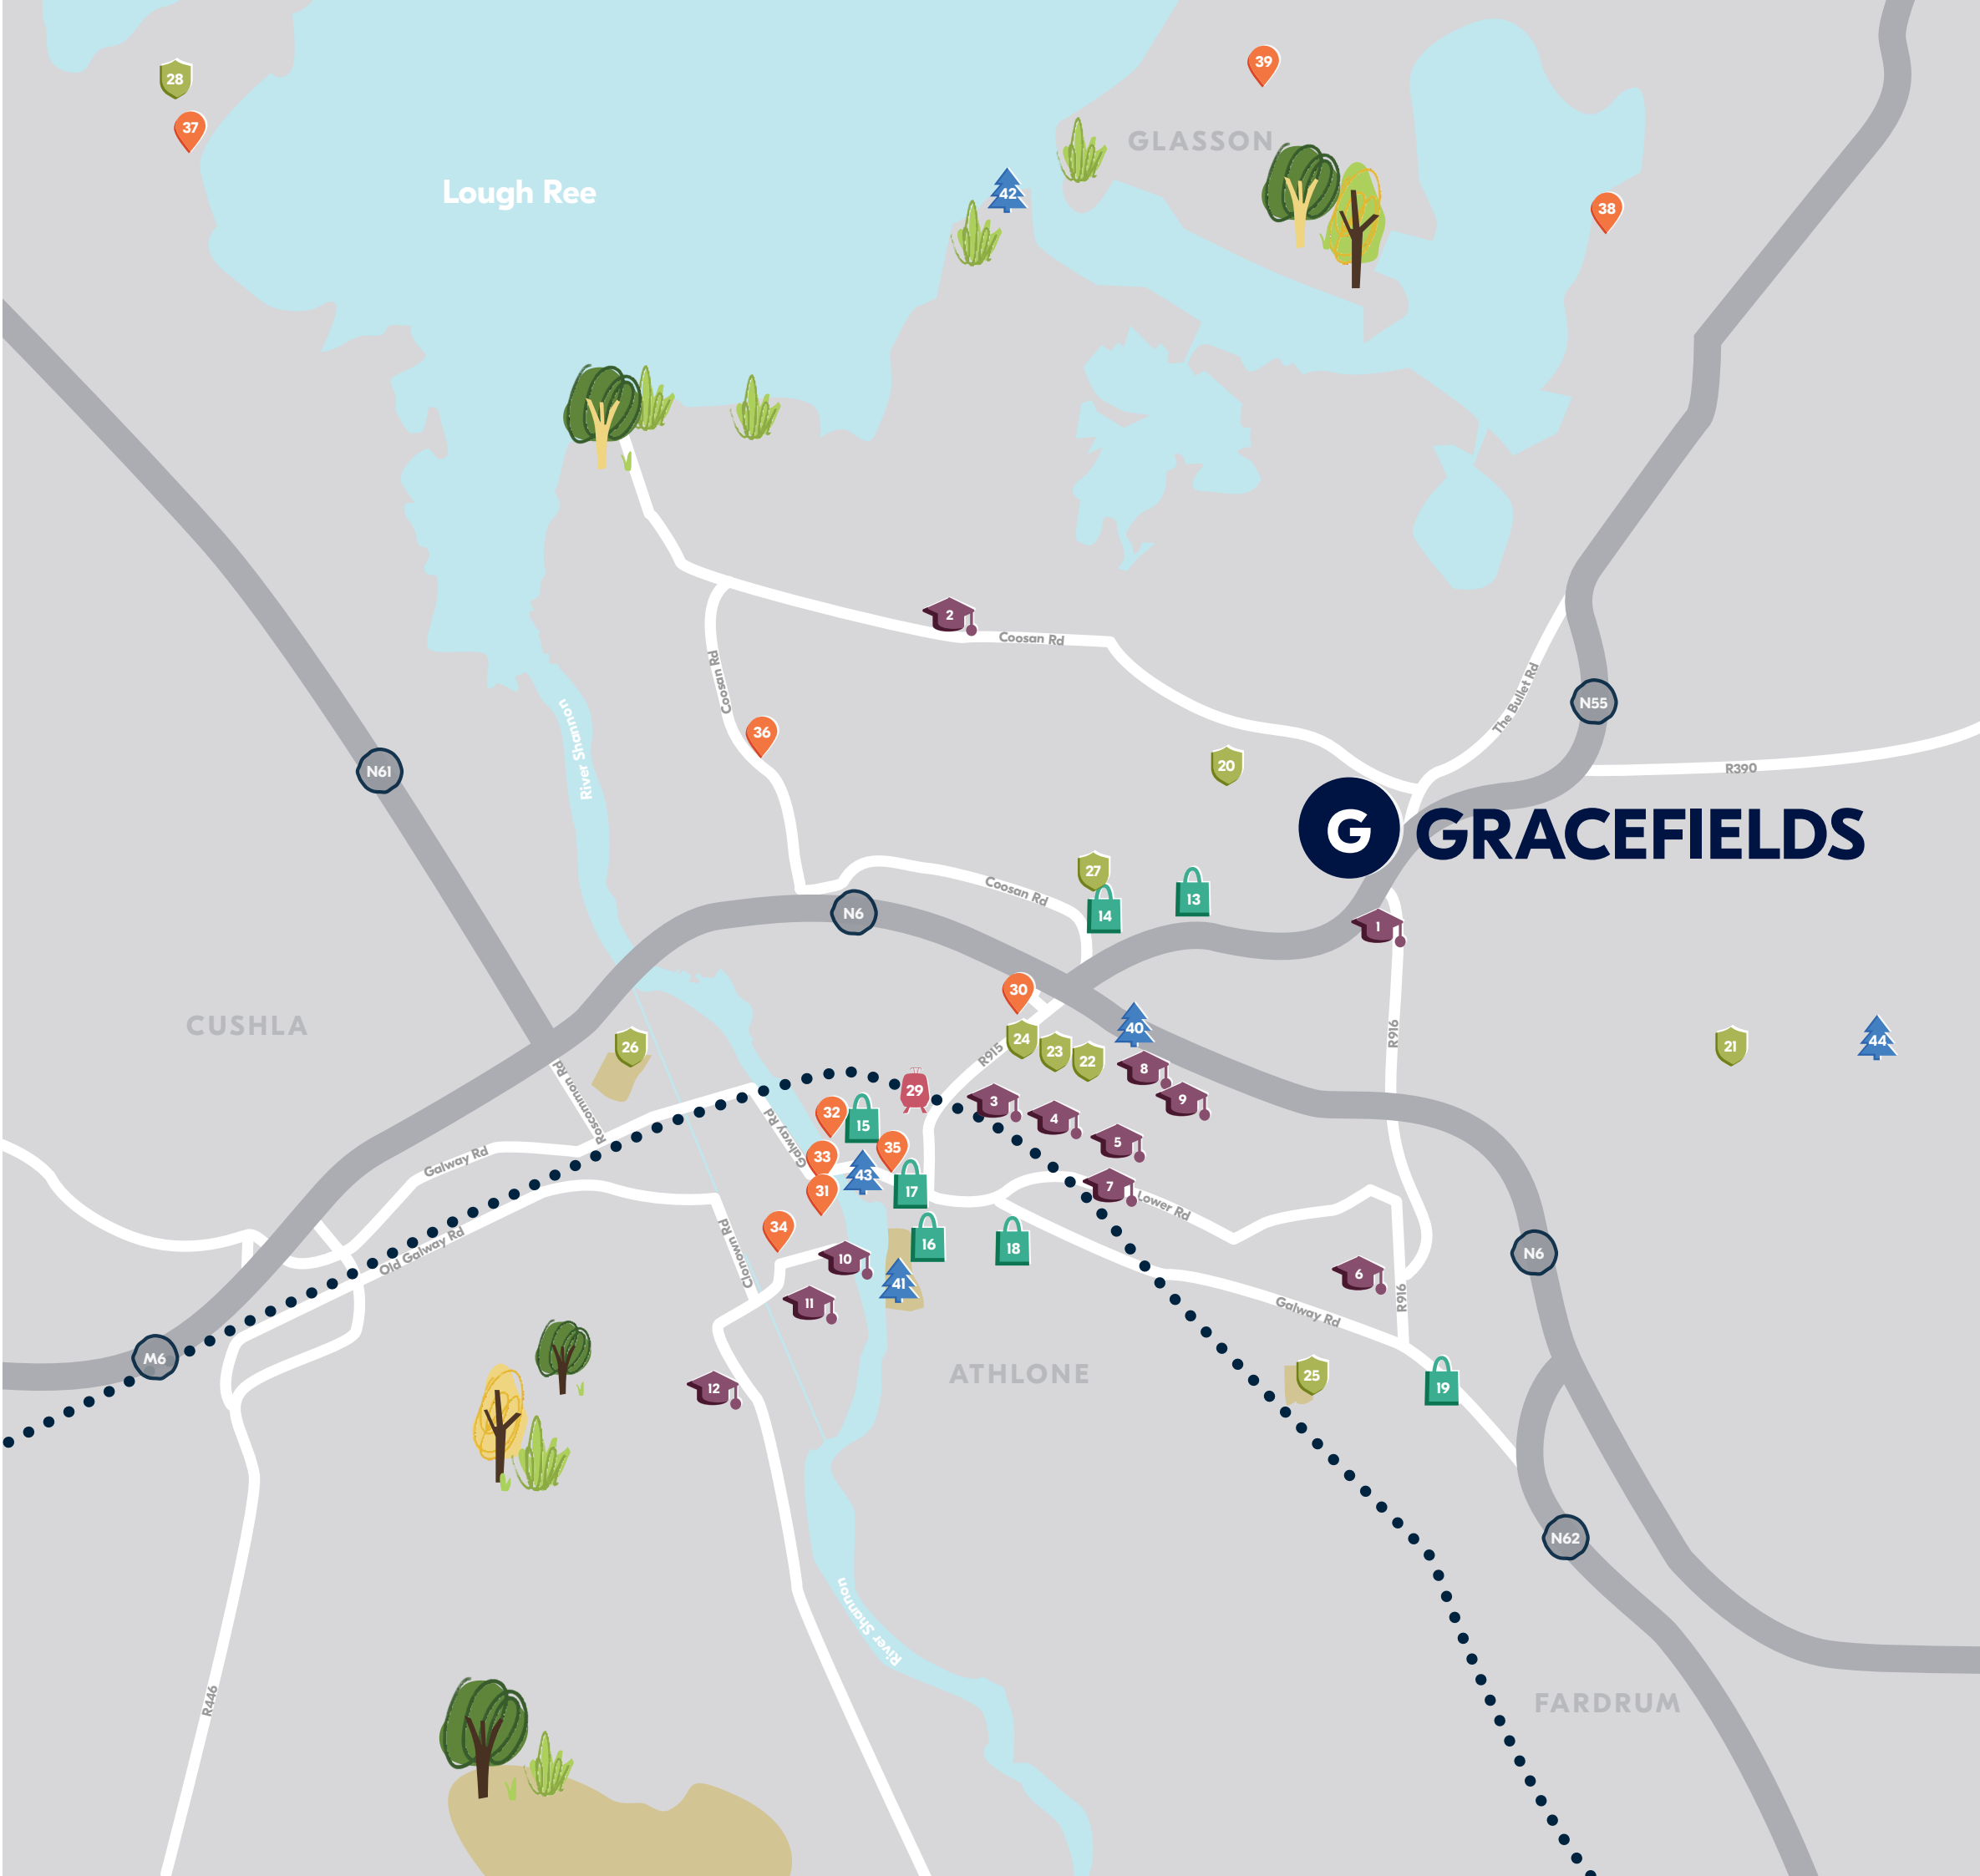 39
28
37
GLASSON
Lough Ree
42
38
2
Coosan Rd
Coosan Rd
River Shannon
N55
36
N61
20
R390
The Bullet Rd
G GRACEFIELDS
27
13
14
Coosan Rd
N6
1
30
CUSHLA
26
24
40
R916
23
22
21
44
R915
8
29
3
9
32
15
4
5
Roscommon Rd
Galway Rd
Galway Rd
33
35
43
31
17
7
Lower Rd
34
Old Galway Rd
Clonown Rd
10
16
18
N6
41
6
11
R916
Galway Rd
M6
12
ATHLONE
25
19
N62
River Shannon
R446
FARDRUM